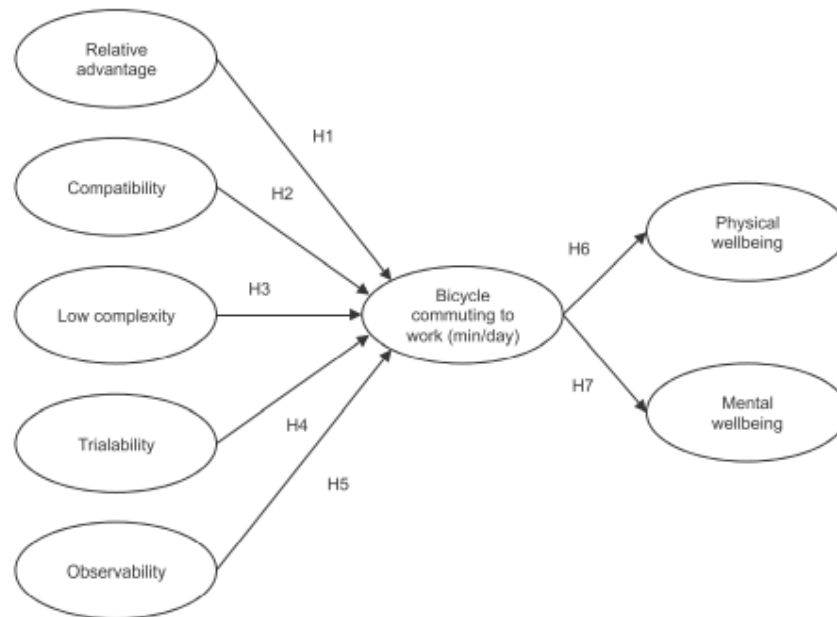 Relative
advantage
H1
Compatibility
H2
Low complexity
H3
Bicycle
commuting to
work (min/day)
Trialability
H4
Observability
H5
H6
Physical
wellbeing
H7
Mental
wellbeing